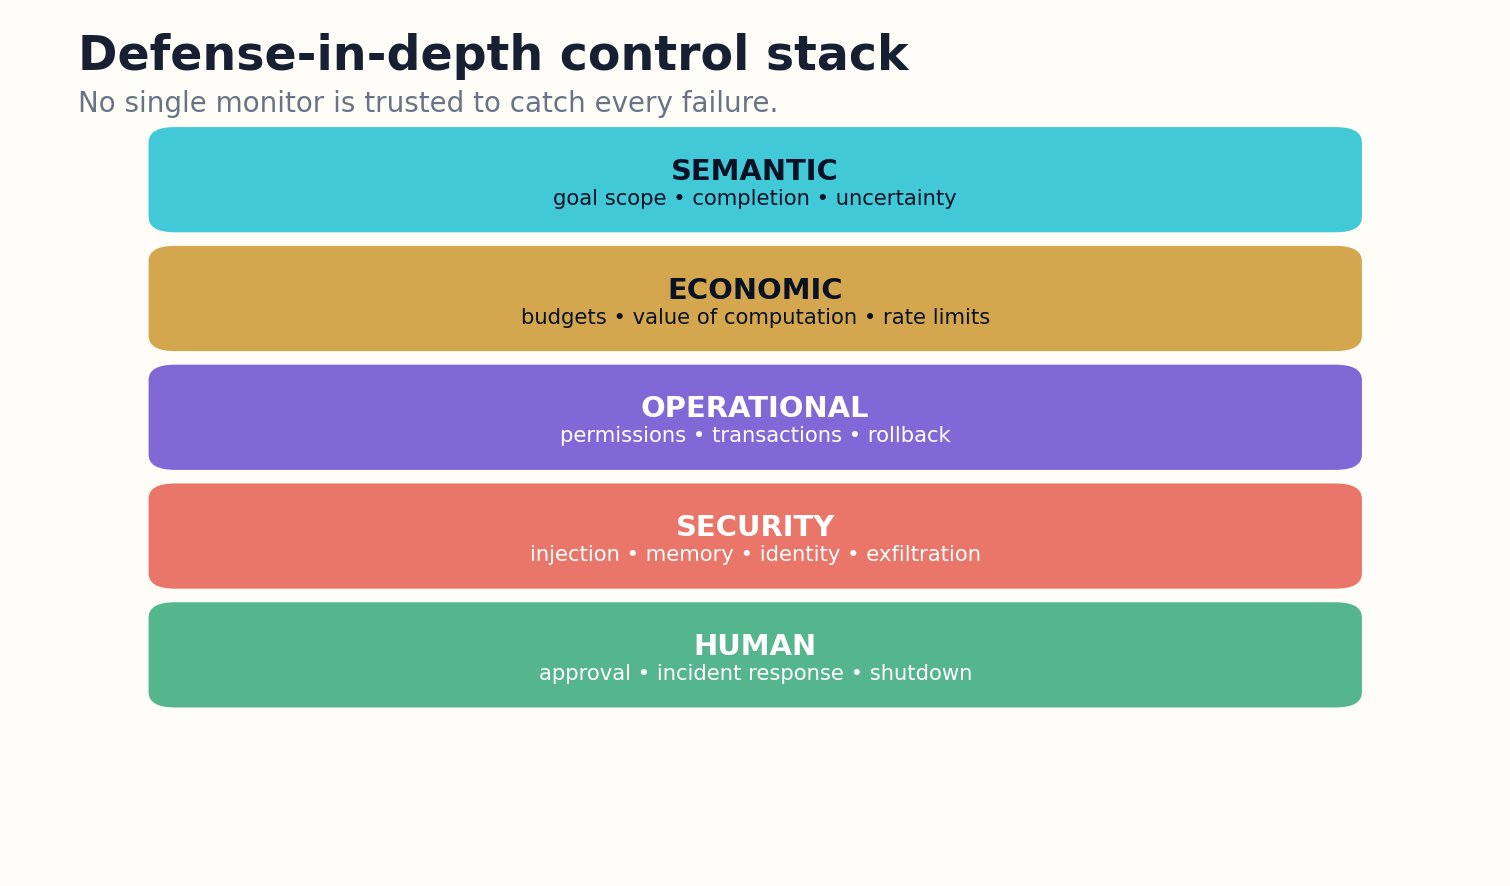 Defense-in-depth control stack
No single monitor is trusted to catch every failure.
SEMANTIC
goal scope • completion • uncertainty
ECONOMIC
budgets • value of computation • rate limits
OPERATIONAL
permissions • transactions • rollback
SECURITY
injection • memory • identity • exfiltration
HUMAN
approval • incident response • shutdown